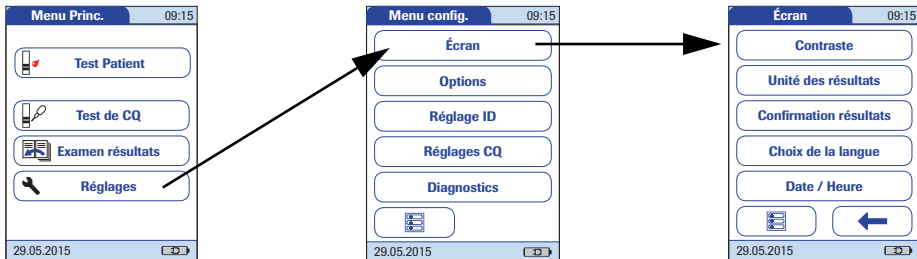 Menu Princ. 09:15
Test Patient
Test de CQ
Examen résultats
Réglages
29.05.2015
Menu config. 09:15
Écran
Options
Réglage ID
Réglages CQ
Diagnostics
29.05.2015
Écran 09:15
Contraste
Unité des résultats
Confirmation résultats
Choix de la langue
Date / Heure
29.05.2015